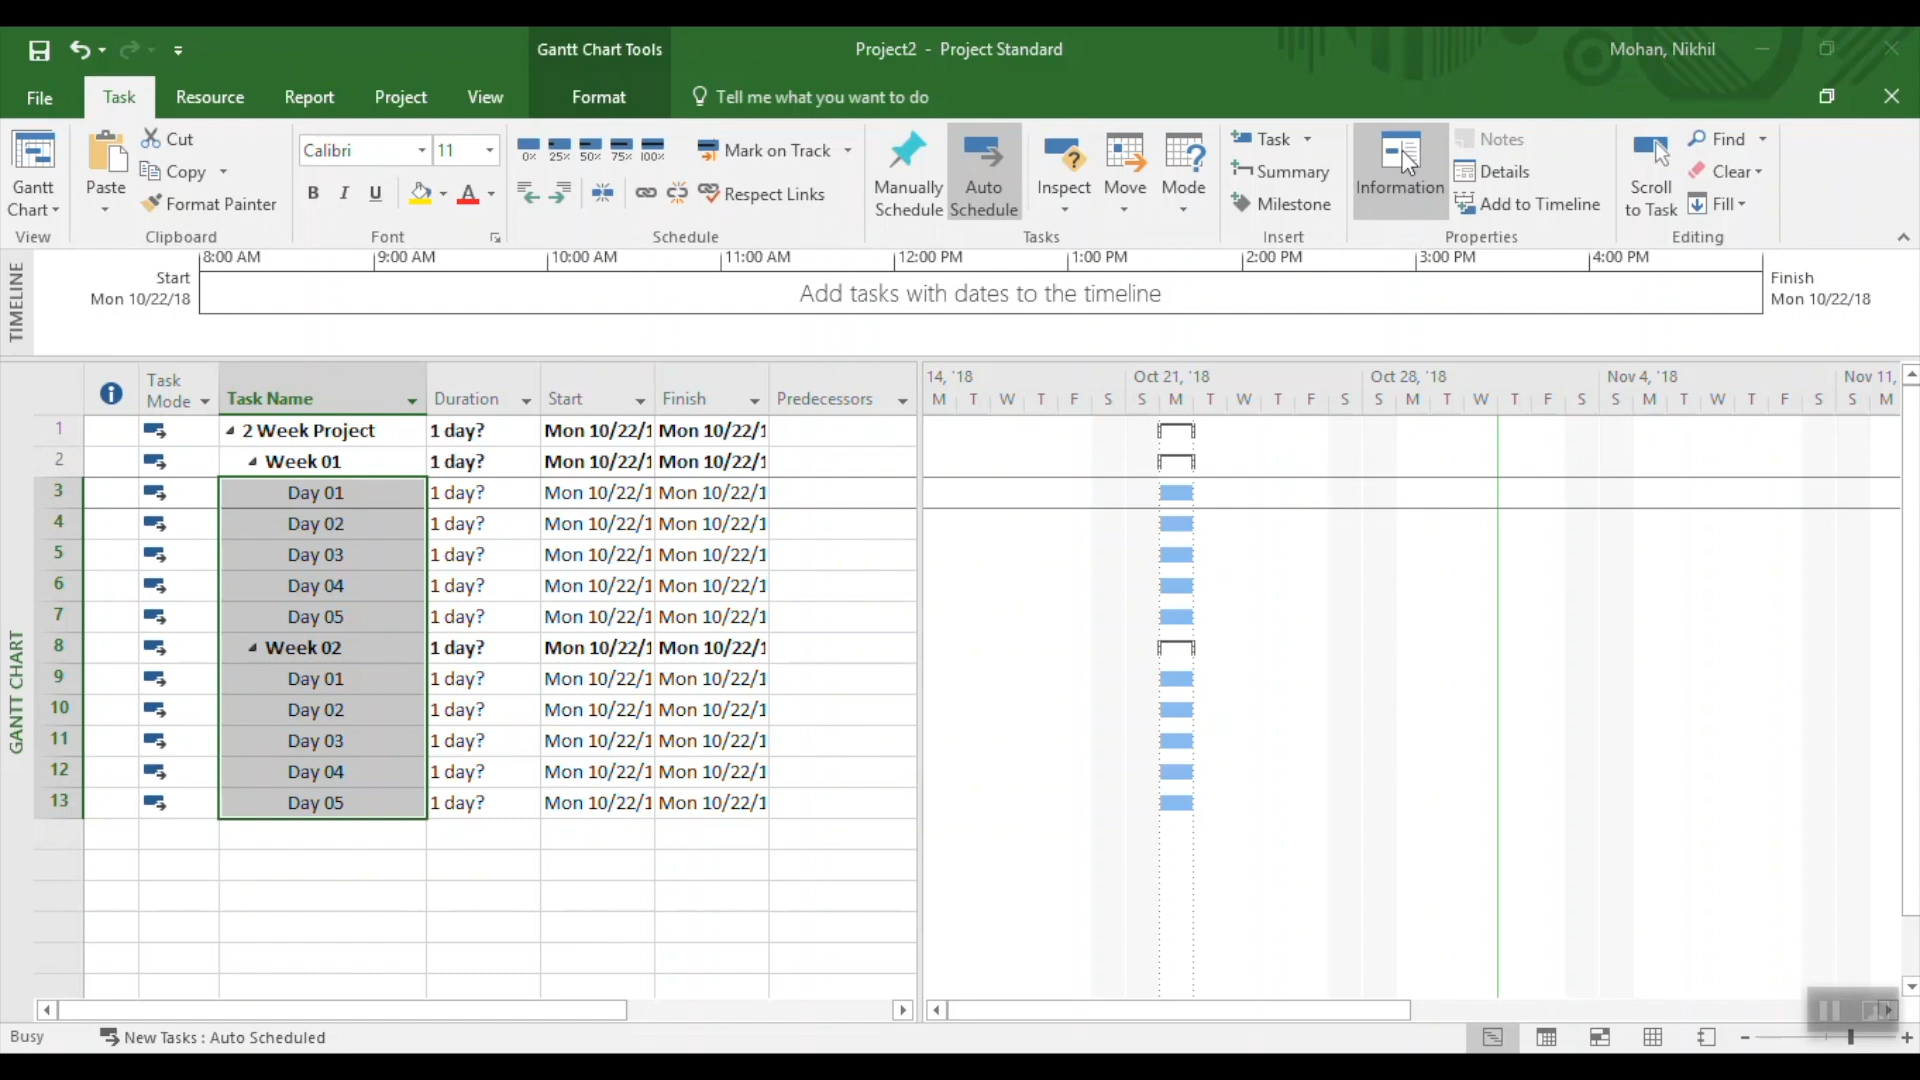 Gantt Chart Tools
Project2 - Project Standard
Mohan, Nikhil
File
Task
Resource
Report
Project
View
Format
Tell me what you want to do
Gantt Chart
Paste
Cut
Copy
Format Painter
Calibri
11
B I U
A
0% 25% 50% 75% 100%
Mark on Track
Respect Links
Manually Schedule
Auto Schedule
Inspect
Move
Mode
Task
Summary
Milestone
Information
Notes
Details
Add to Timeline
Scroll to Task
Find
Clear
Fill
View
Clipboard
Font
Schedule
Tasks
Insert
Properties
Editing
TIMELINE
8:00 AM 9:00 AM 10:00 AM 11:00 AM 12:00 PM 1:00 PM 2:00 PM 3:00 PM 4:00 PM
Start
Mon 10/22/18
Add tasks with dates to the timeline
Finish
Mon 10/22/18
GANTT CHART
Task Mode
Task Name
Duration
Start
Finish
Predecessors
14, '18 Oct 21, '18 Oct 28, '18 Nov 4, '18 Nov 11,
M T W T F S S M T W T F S S M T W T F S S M T W T F S S M
1 2 Week Project 1 day? Mon 10/22/1 Mon 10/22/1
2 Week 01 1 day? Mon 10/22/1 Mon 10/22/1
3 Day 01 1 day? Mon 10/22/1 Mon 10/22/1
4 Day 02 1 day? Mon 10/22/1 Mon 10/22/1
5 Day 03 1 day? Mon 10/22/1 Mon 10/22/1
6 Day 04 1 day? Mon 10/22/1 Mon 10/22/1
7 Day 05 1 day? Mon 10/22/1 Mon 10/22/1
8 Week 02 1 day? Mon 10/22/1 Mon 10/22/1
9 Day 01 1 day? Mon 10/22/1 Mon 10/22/1
10 Day 02 1 day? Mon 10/22/1 Mon 10/22/1
11 Day 03 1 day? Mon 10/22/1 Mon 10/22/1
12 Day 04 1 day? Mon 10/22/1 Mon 10/22/1
13 Day 05 1 day? Mon 10/22/1 Mon 10/22/1
Busy
New Tasks : Auto Scheduled